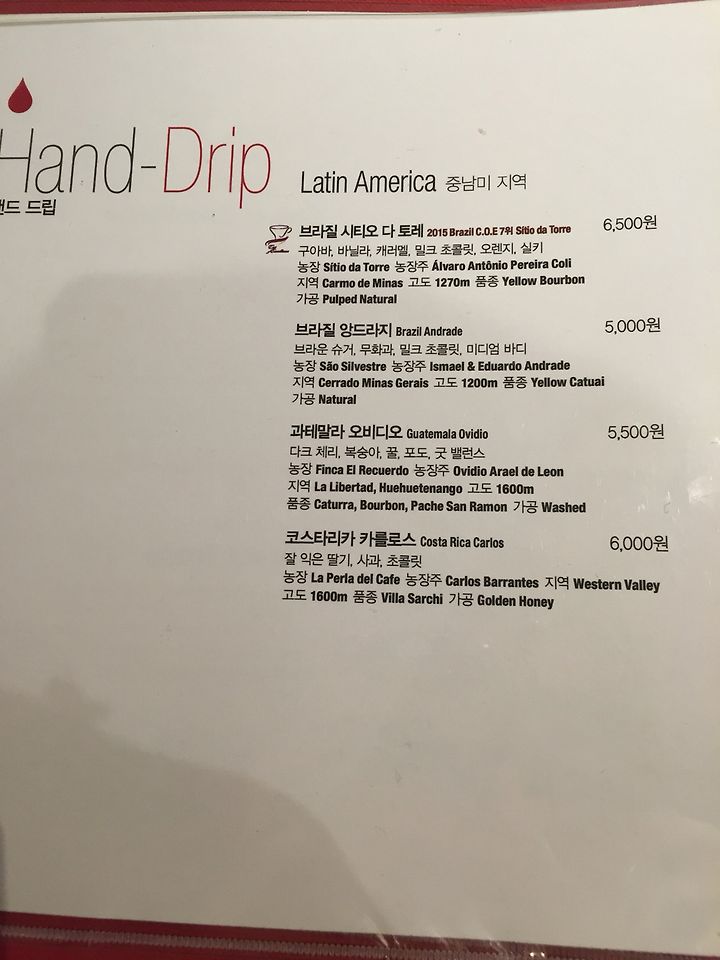 Hand-Drip
핸드 드립
Latin America 중남미 지역
브라질 시티오 다 토레 2015 Brazil C.O.E 7위 Sítio da Torre 6,500원
구아바, 바닐라, 캐러멜, 밀크 초콜릿, 오렌지, 실키
농장 Sítio da Torre 농장주 Álvaro Antônio Pereira Coli
지역 Carmo de Minas 고도 1270m 품종 Yellow Bourbon
가공 Pulped Natural
브라질 앙드라지 Brazil Andrade 5,000원
브라운 슈거, 무화과, 밀크 초콜릿, 미디엄 바디
농장 São Silvestre 농장주 Ismael & Eduardo Andrade
지역 Cerrado Minas Gerais 고도 1200m 품종 Yellow Catuai
가공 Natural
과테말라 오비디오 Guatemala Ovidio 5,500원
다크 체리, 복숭아, 꿀, 포도, 굿 밸런스
농장 Finca El Recuerdo 농장주 Ovidio Arael de Leon
지역 La Libertad, Huehuetenango 고도 1600m
품종 Caturra, Bourbon, Pache San Ramon 가공 Washed
코스타리카 카를로스 Costa Rica Carlos 6,000원
잘 익은 딸기, 사과, 초콜릿
농장 La Perla del Cafe 농장주 Carlos Barrantes 지역 Western Valley
고도 1600m 품종 Villa Sarchi 가공 Golden Honey